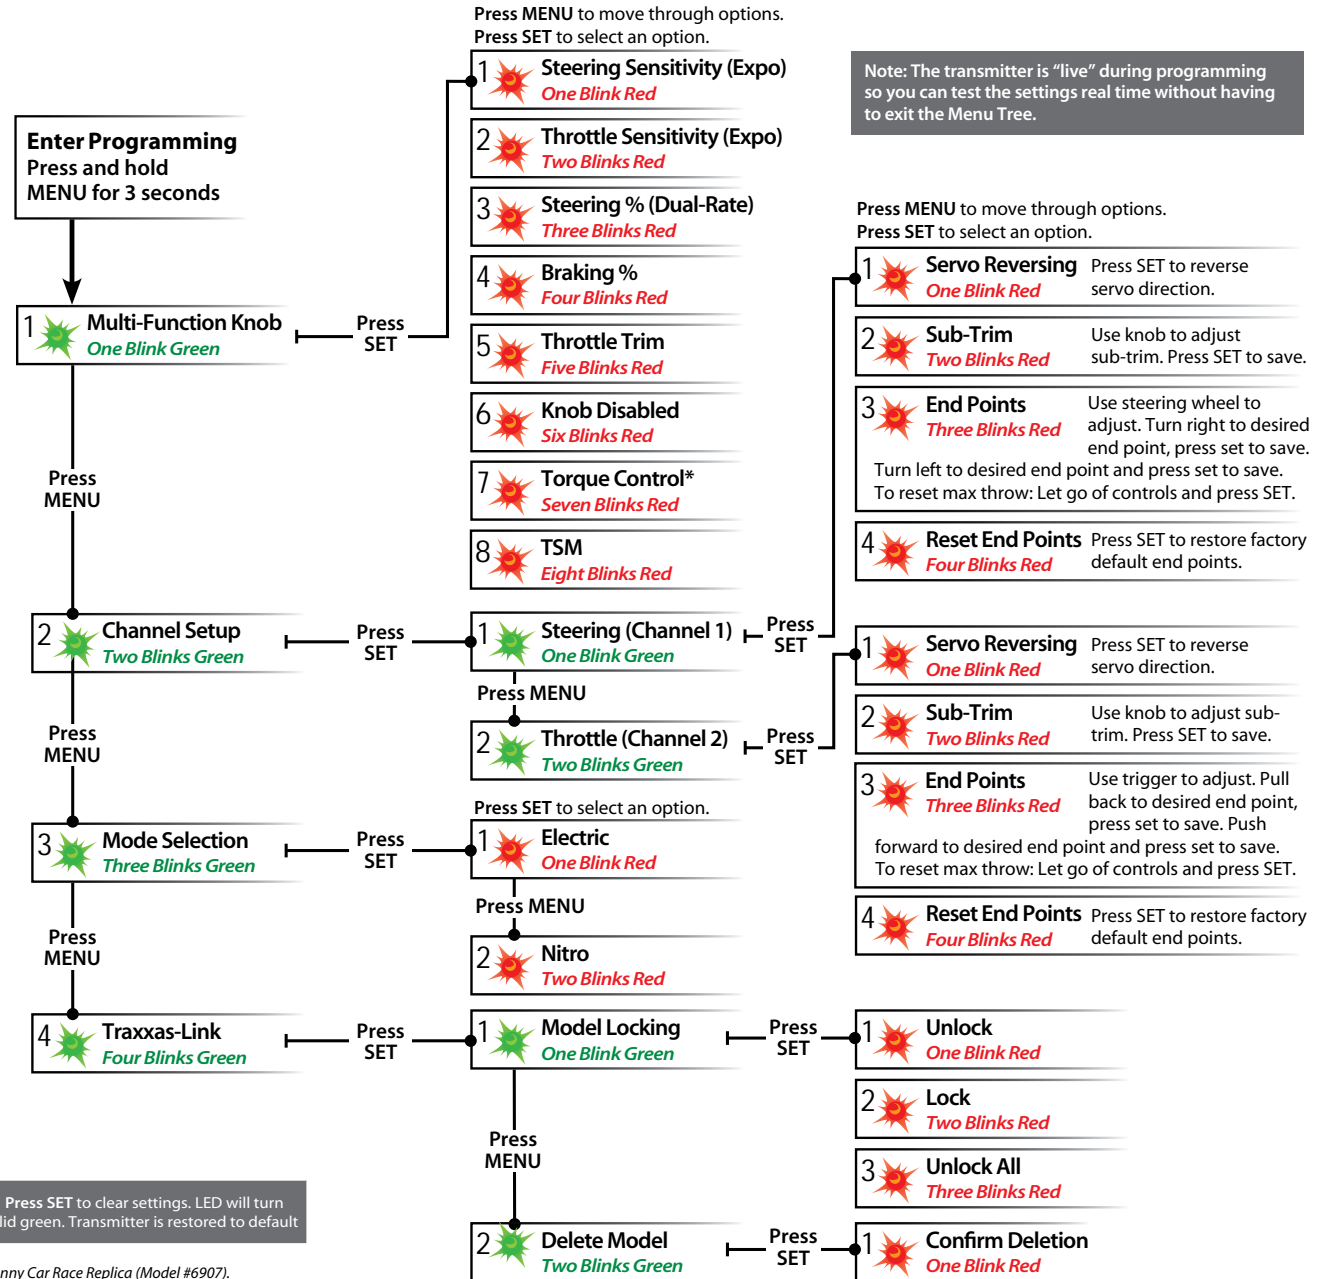 Press MENU to move through options.
Press SET to select an option.
1 Steering Sensitivity (Expo)
One Blink Red
2 Throttle Sensitivity (Expo)
Two Blinks Red
3 Steering % (Dual-Rate)
Three Blinks Red
4 Braking %
Four Blinks Red
5 Throttle Trim
Five Blinks Red
6 Knob Disabled
Six Blinks Red
7 Torque Control*
Seven Blinks Red
8 TSM
Eight Blinks Red
Note: The transmitter is “live” during programming
so you can test the settings real time without having
to exit the Menu Tree.
Enter Programming
Press and hold
MENU for 3 seconds
1 Multi-Function Knob
One Blink Green
Press
SET
Press
MENU
2 Channel Setup
Two Blinks Green
Press
SET
1 Steering (Channel 1)
One Blink Green
Press
SET
Press MENU
2 Throttle (Channel 2)
Two Blinks Green
Press
SET
Press MENU to move through options.
Press SET to select an option.
1 Servo Reversing
One Blink Red
Press SET to reverse
servo direction.
2 Sub-Trim
Two Blinks Red
Use knob to adjust
sub-trim. Press SET to save.
3 End Points
Three Blinks Red
Use steering wheel to
adjust. Turn right to desired
end point, press set to save.
Turn left to desired end point and press set to save.
To reset max throw: Let go of controls and press SET.
4 Reset End Points
Four Blinks Red
Press SET to restore factory
default end points.
1 Servo Reversing
One Blink Red
Press SET to reverse
servo direction.
2 Sub-Trim
Two Blinks Red
Use knob to adjust sub-
trim. Press SET to save.
3 End Points
Three Blinks Red
Use trigger to adjust. Pull
back to desired end point,
press set to save. Push
forward to desired end point and press set to save.
To reset max throw: Let go of controls and press SET.
4 Reset End Points
Four Blinks Red
Press SET to restore factory
default end points.
Press
MENU
3 Mode Selection
Three Blinks Green
Press
SET
Press SET to select an option.
1 Electric
One Blink Red
Press MENU
2 Nitro
Two Blinks Red
Press
MENU
4 Traxxas-Link
Four Blinks Green
Press
SET
1 Model Locking
One Blink Green
Press
SET
1 Unlock
One Blink Red
2 Lock
Two Blinks Red
3 Unlock All
Three Blinks Red
Press
MENU
2 Delete Model
Two Blinks Green
Press
SET
1 Confirm Deletion
One Blink Red
Press SET to clear settings. LED will turn
lid green. Transmitter is restored to default
nny Car Race Replica (Model #6907).